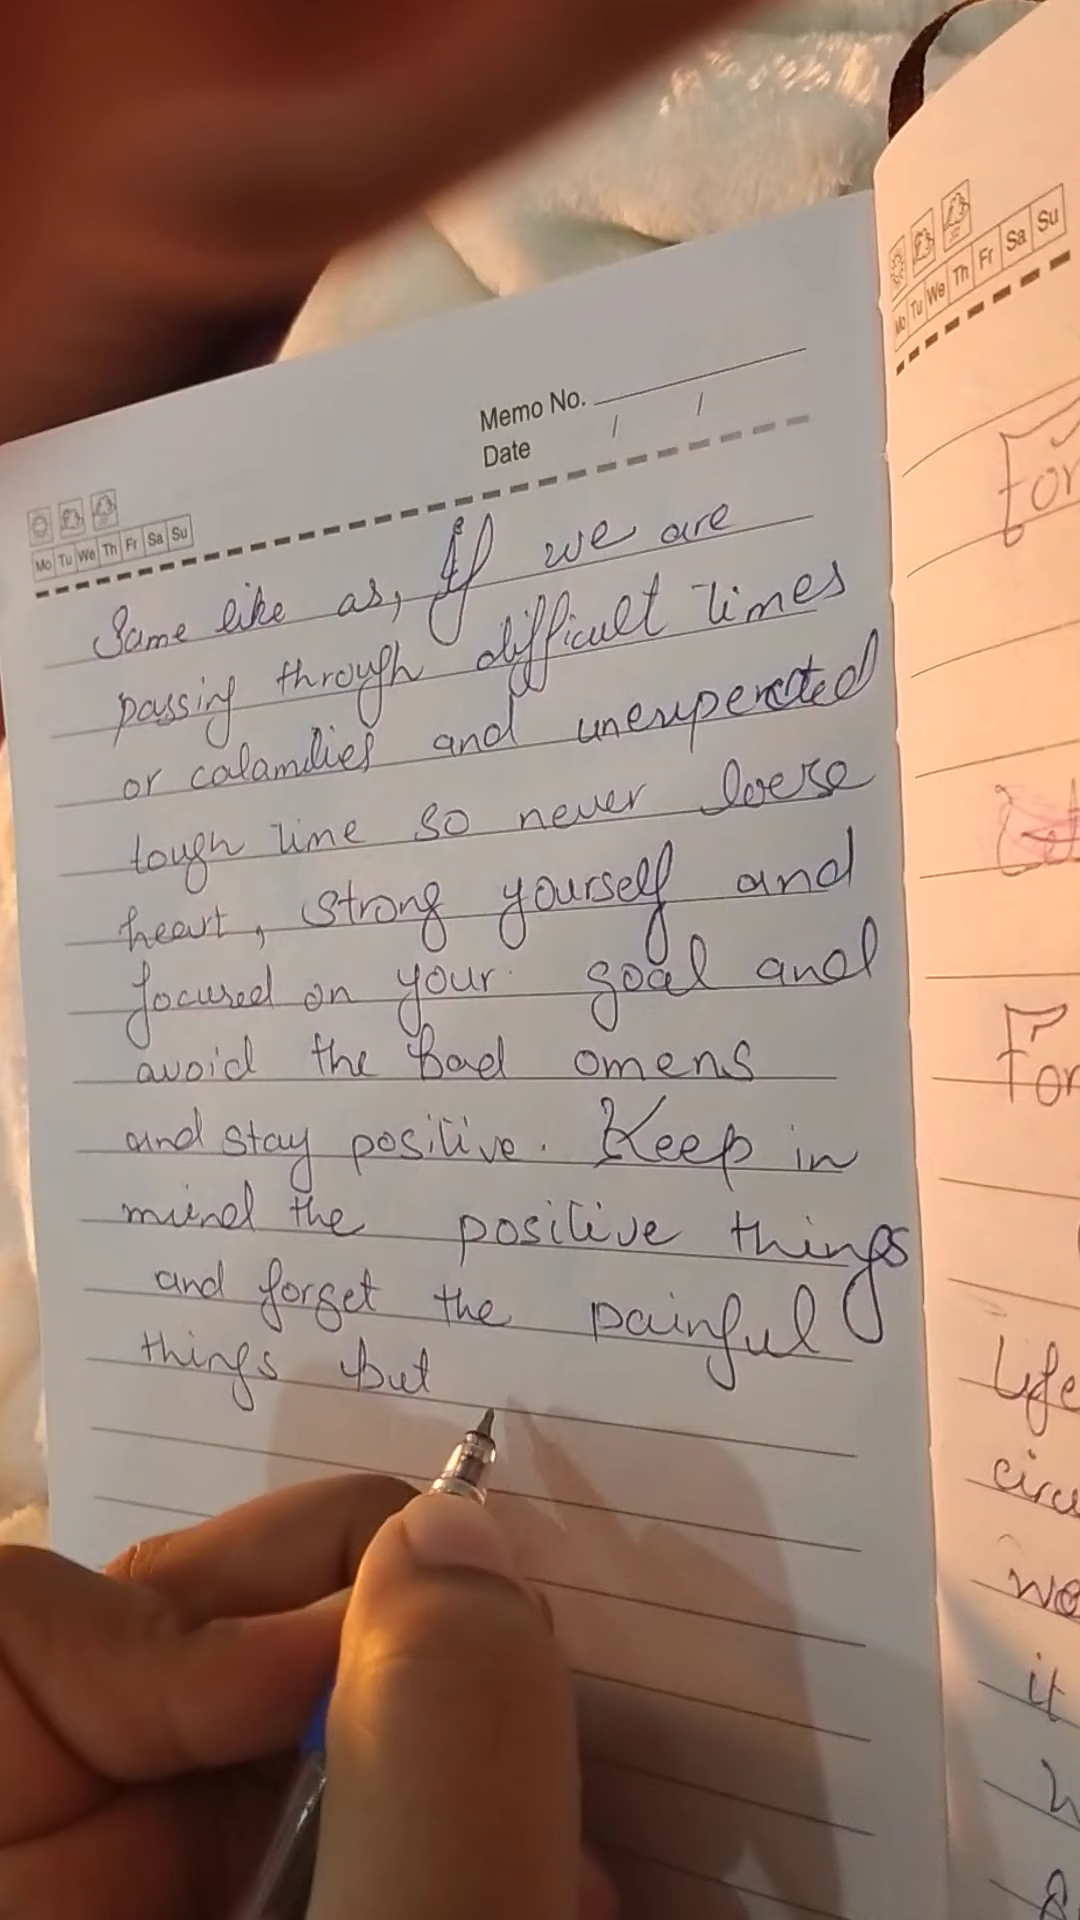 Memo No.
Date / /
Mo Tu We Th Fr Sa Su
Same like as, If we are
passing through difficult times
or calamities and unexperected
tough time so never loose
heart, strong yourself and
focused on your goal and
avoid the bad omens
and stay positive. Keep in
mind the positive things
and forget the painful
things but
Mo Tu We Th Fr Sa Su
For
For
Life
it